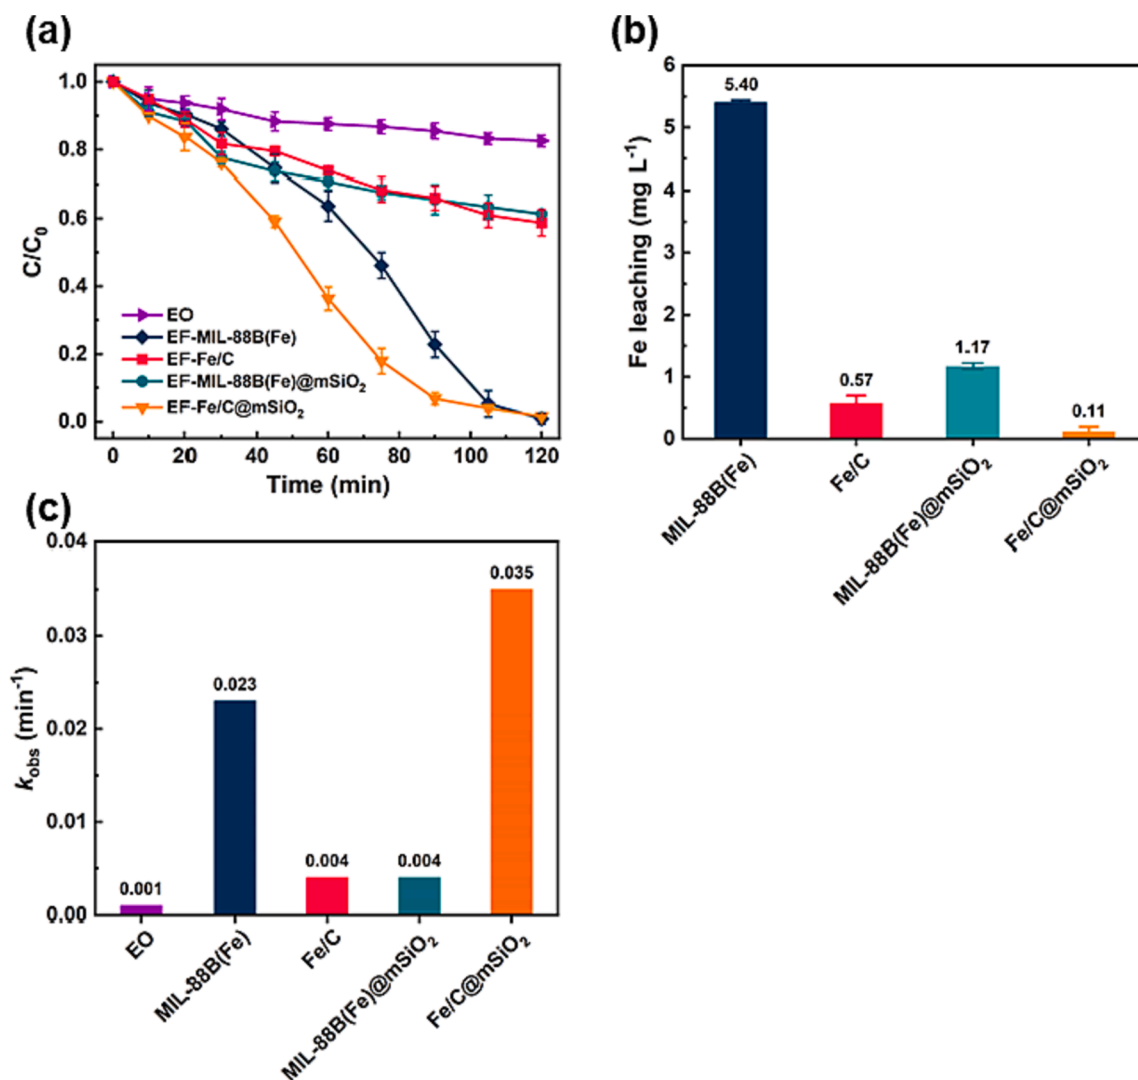 (a)
1.0
0.8
0.6
0.4
0.2
0.0
C/C₀
EO
EF-MIL-88B(Fe)
EF-Fe/C
EF-MIL-88B(Fe)@mSiO₂
EF-Fe/C@mSiO₂
0 20 40 60 80 100 120
Time (min)
(b)
6
5
4
3
2
1
0
Fe leaching (mg L⁻¹)
5.40
0.57
1.17
0.11
MIL-88B(Fe)
Fe/C
MIL-88B(Fe)@mSiO₂
Fe/C@mSiO₂
(c)
0.04
0.03
0.02
0.01
0.00
kobs (min⁻¹)
0.001
0.023
0.004
0.004
0.035
EO
MIL-88B(Fe)
Fe/C
MIL-88B(Fe)@mSiO₂
Fe/C@mSiO₂